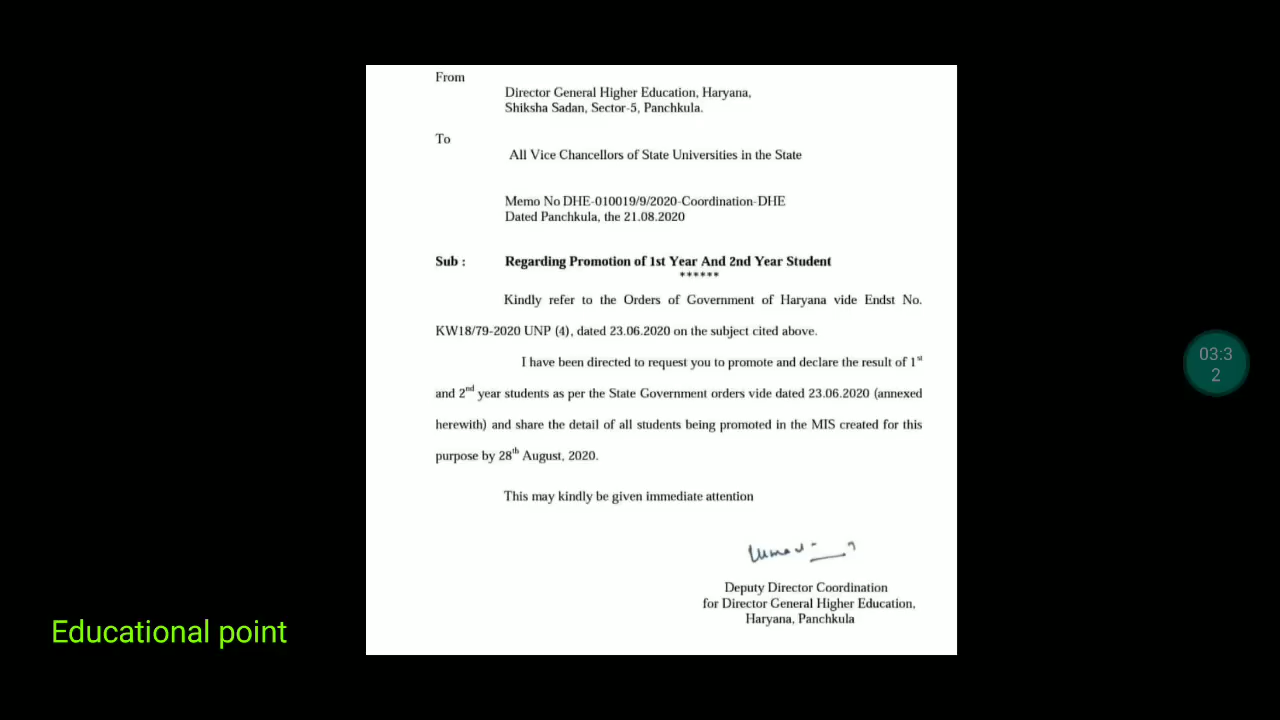 From
Director General Higher Education, Haryana,
Shiksha Sadan, Sector-5, Panchkula.
To
All Vice Chancellors of State Universities in the State
Memo No DHE-010019/9/2020-Coordination-DHE
Dated Panchkula, the 21.08.2020
Sub : Regarding Promotion of 1st Year And 2nd Year Student
******
Kindly refer to the Orders of Government of Haryana vide Endst No.
KW18/79-2020 UNP (4), dated 23.06.2020 on the subject cited above.
I have been directed to request you to promote and declare the result of 1st
and 2nd year students as per the State Government orders vide dated 23.06.2020 (annexed
herewith) and share the detail of all students being promoted in the MIS created for this
purpose by 28th August, 2020.
This may kindly be given immediate attention
Deputy Director Coordination
for Director General Higher Education,
Haryana, Panchkula
Educational point
03:3
2